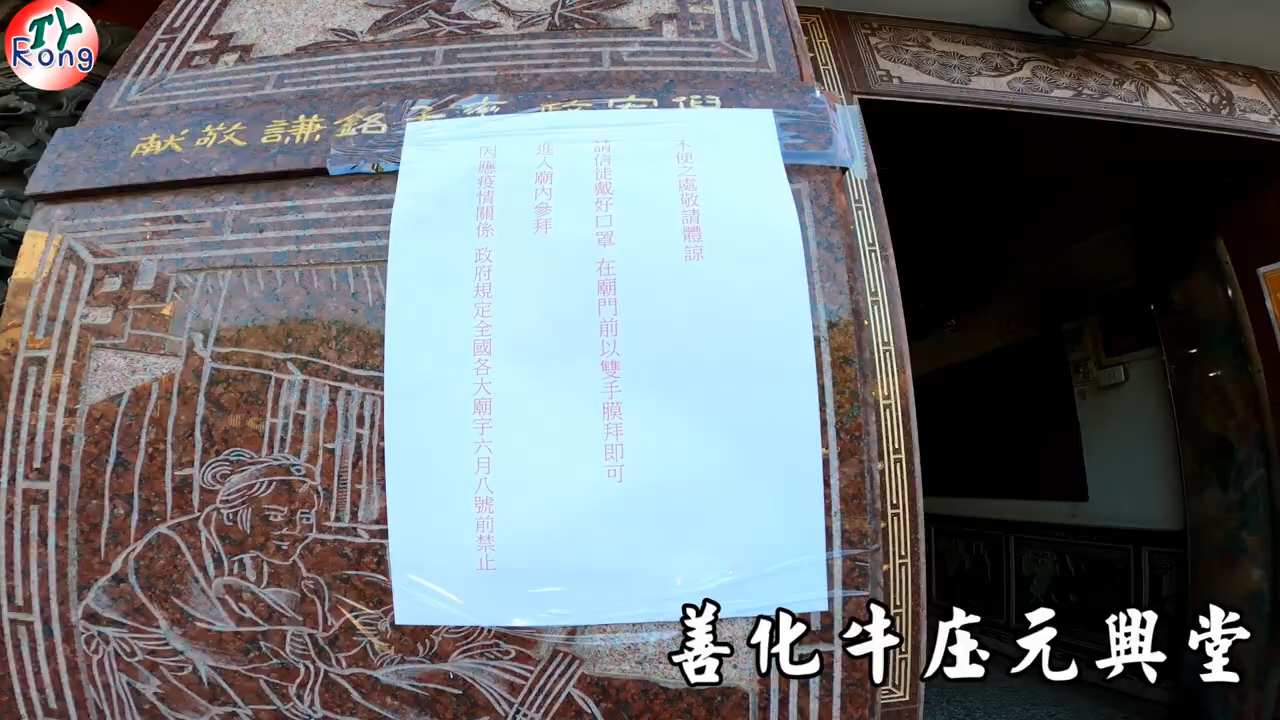 TY
Rong
銘謙敬献
因應疫情關係 政府規定全國各大廟宇六月八號前禁止
進入廟內參拜
請信徒戴好口罩 在廟門前以雙手膜拜即可
不便之處敬請體諒
善化牛庄元興堂